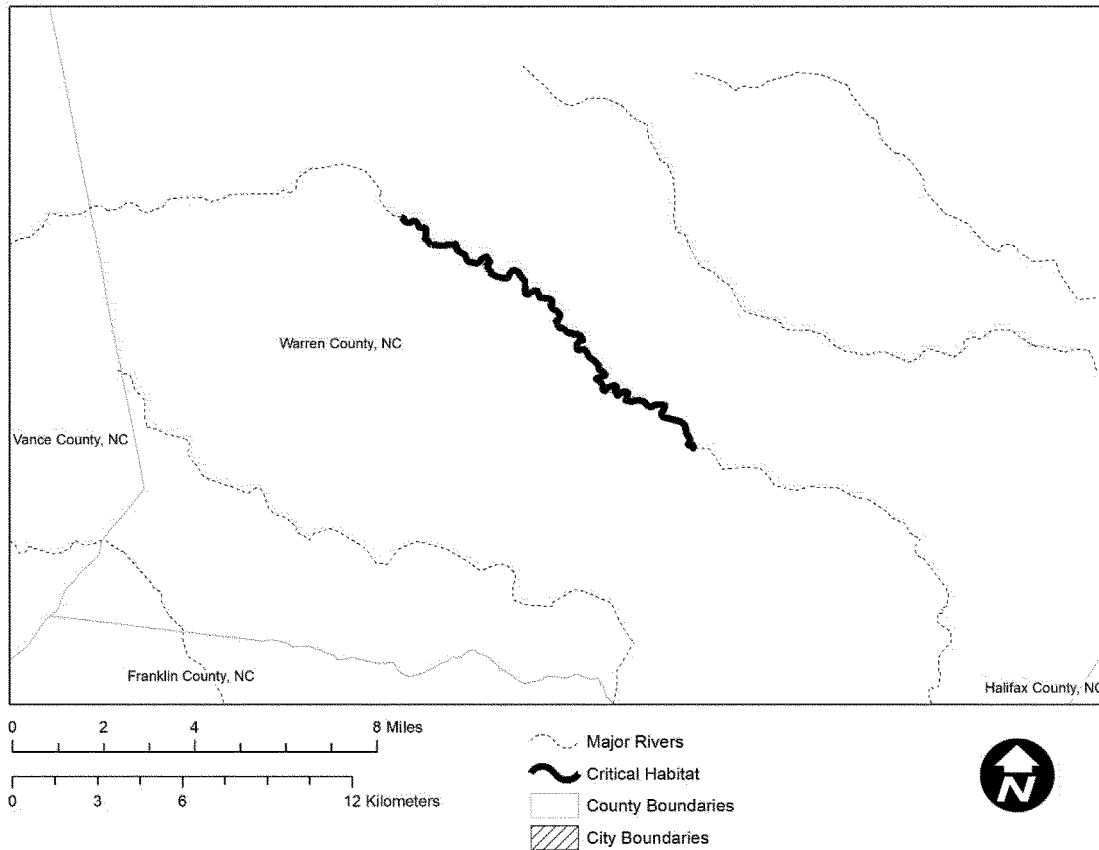 Warren County, NC
Vance County, NC
Franklin County, NC
Halifax County, NC
0 2 4 8 Miles
0 3 6 12 Kilometers
Major Rivers
Critical Habitat
County Boundaries
City Boundaries
N